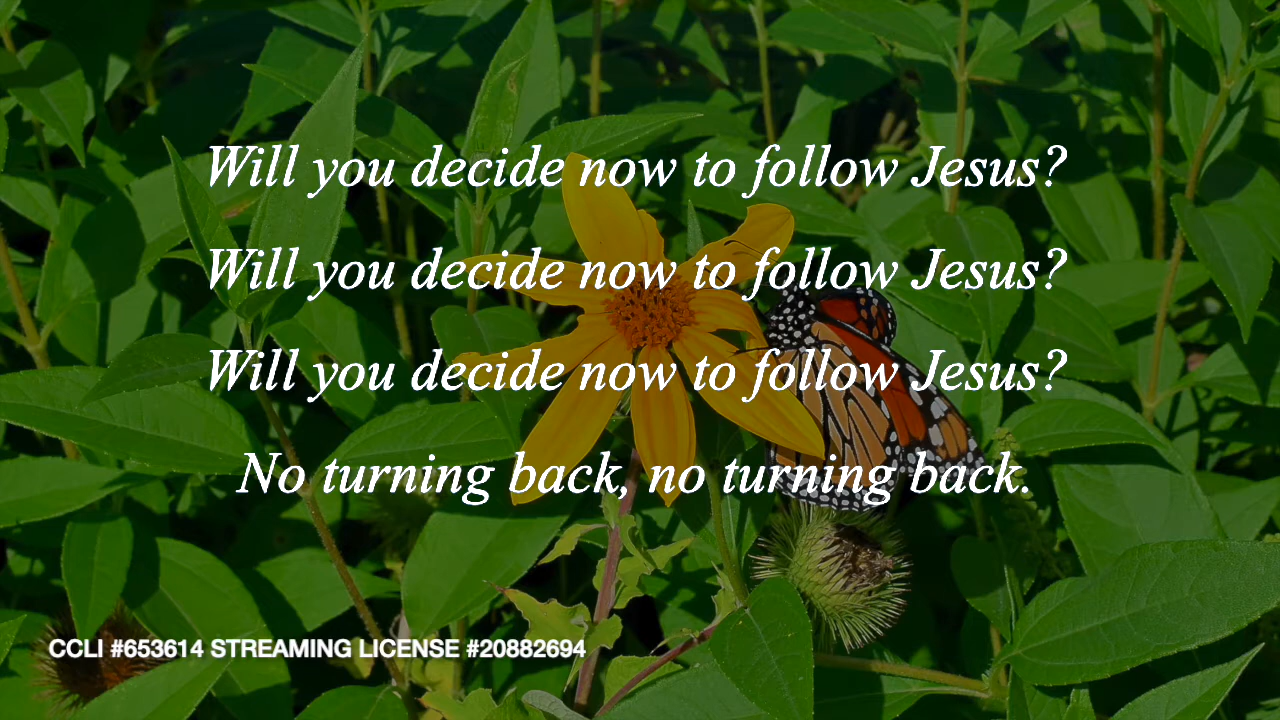 Will you decide now to follow Jesus?
Will you decide now to follow Jesus?
Will you decide now to follow Jesus?
No turning back, no turning back.
CCLI #653614 STREAMING LICENSE #20882694